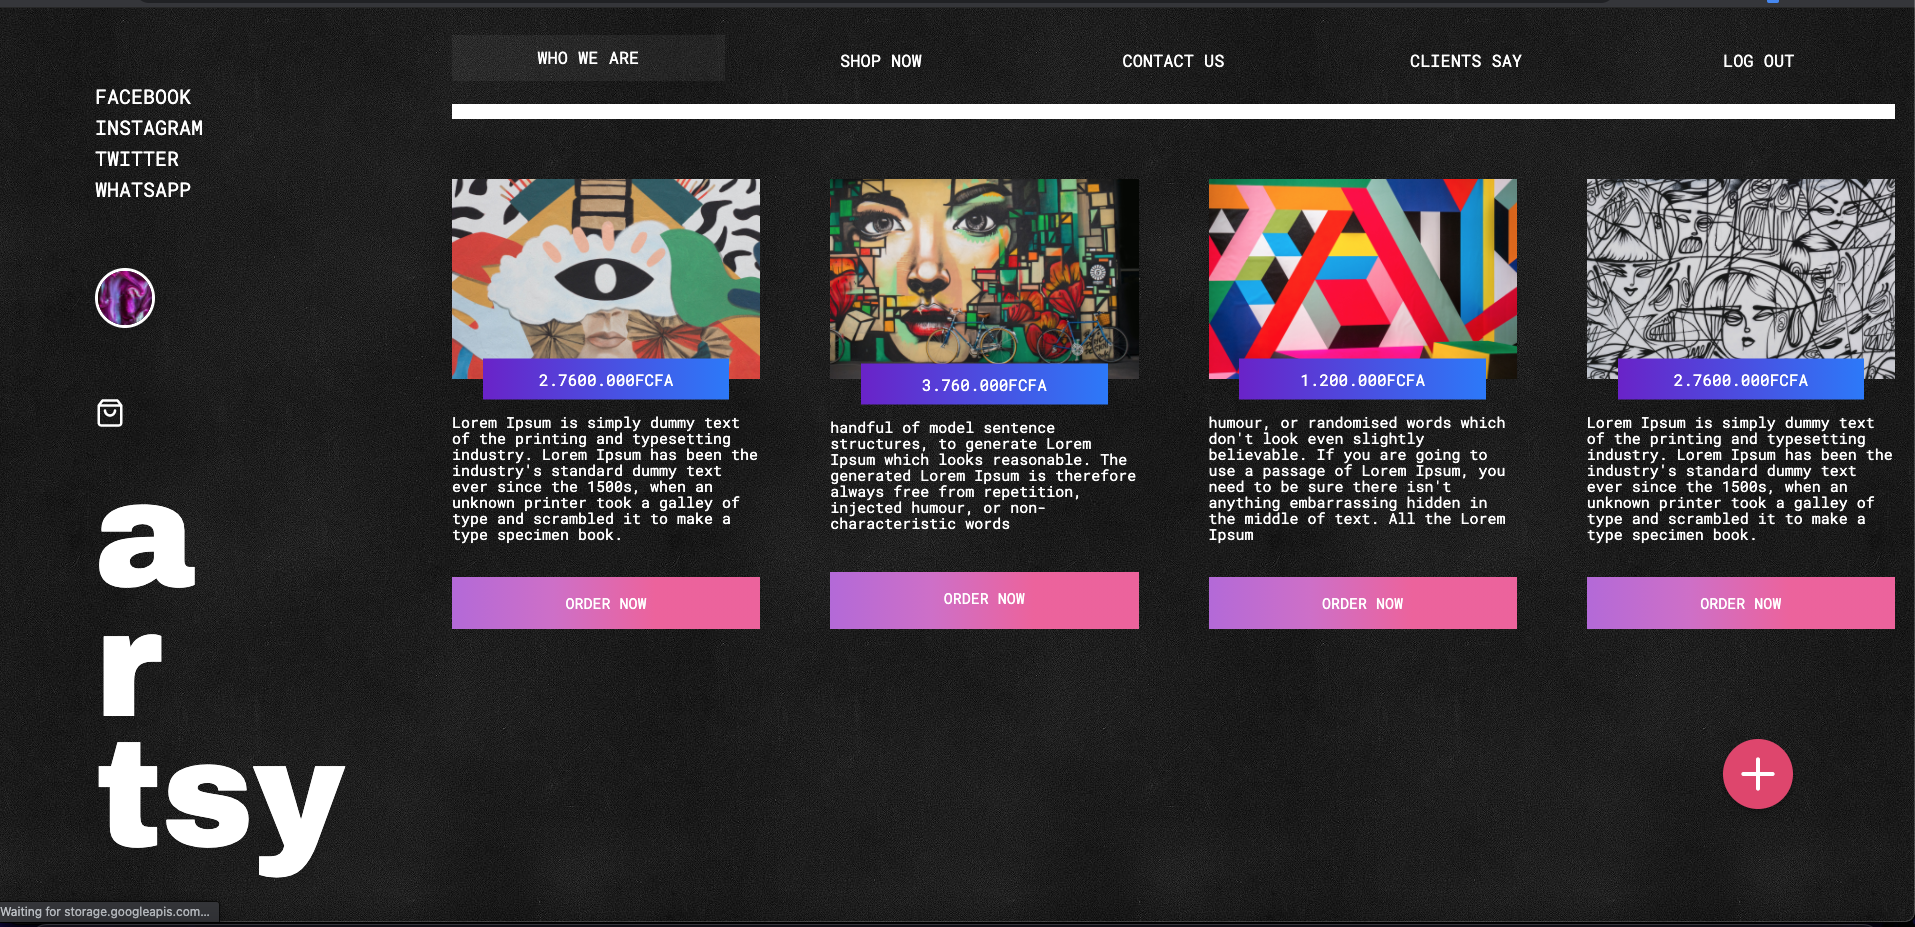 WHO WE ARE
SHOP NOW
CONTACT US
CLIENTS SAY
LOG OUT
FACEBOOK
INSTAGRAM
TWITTER
WHATSAPP
a
r
tsy
2.7600.000FCFA
Lorem Ipsum is simply dummy text
of the printing and typesetting
industry. Lorem Ipsum has been the
industry's standard dummy text
ever since the 1500s, when an
unknown printer took a galley of
type and scrambled it to make a
type specimen book.
ORDER NOW
3.760.000FCFA
handful of model sentence
structures, to generate Lorem
Ipsum which looks reasonable. The
generated Lorem Ipsum is therefore
always free from repetition,
injected humour, or non-
characteristic words
ORDER NOW
1.200.000FCFA
humour, or randomised words which
don't look even slightly
believable. If you are going to
use a passage of Lorem Ipsum, you
need to be sure there isn't
anything embarrassing hidden in
the middle of text. All the Lorem
Ipsum
ORDER NOW
2.7600.000FCFA
Lorem Ipsum is simply dummy text
of the printing and typesetting
industry. Lorem Ipsum has been the
industry's standard dummy text
ever since the 1500s, when an
unknown printer took a galley of
type and scrambled it to make a
type specimen book.
ORDER NOW
Waiting for storage.googleapis.com...